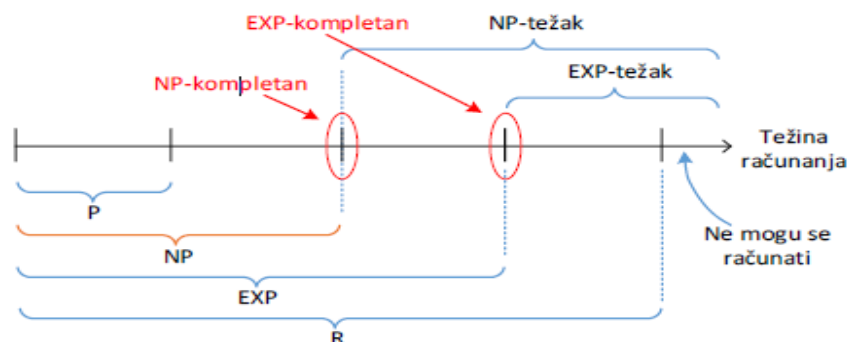 EXP-kompletan
NP-težak
EXP-težak
NP-kompletan
Težina
računanja
P
Ne mogu se
računati
NP
EXP
R